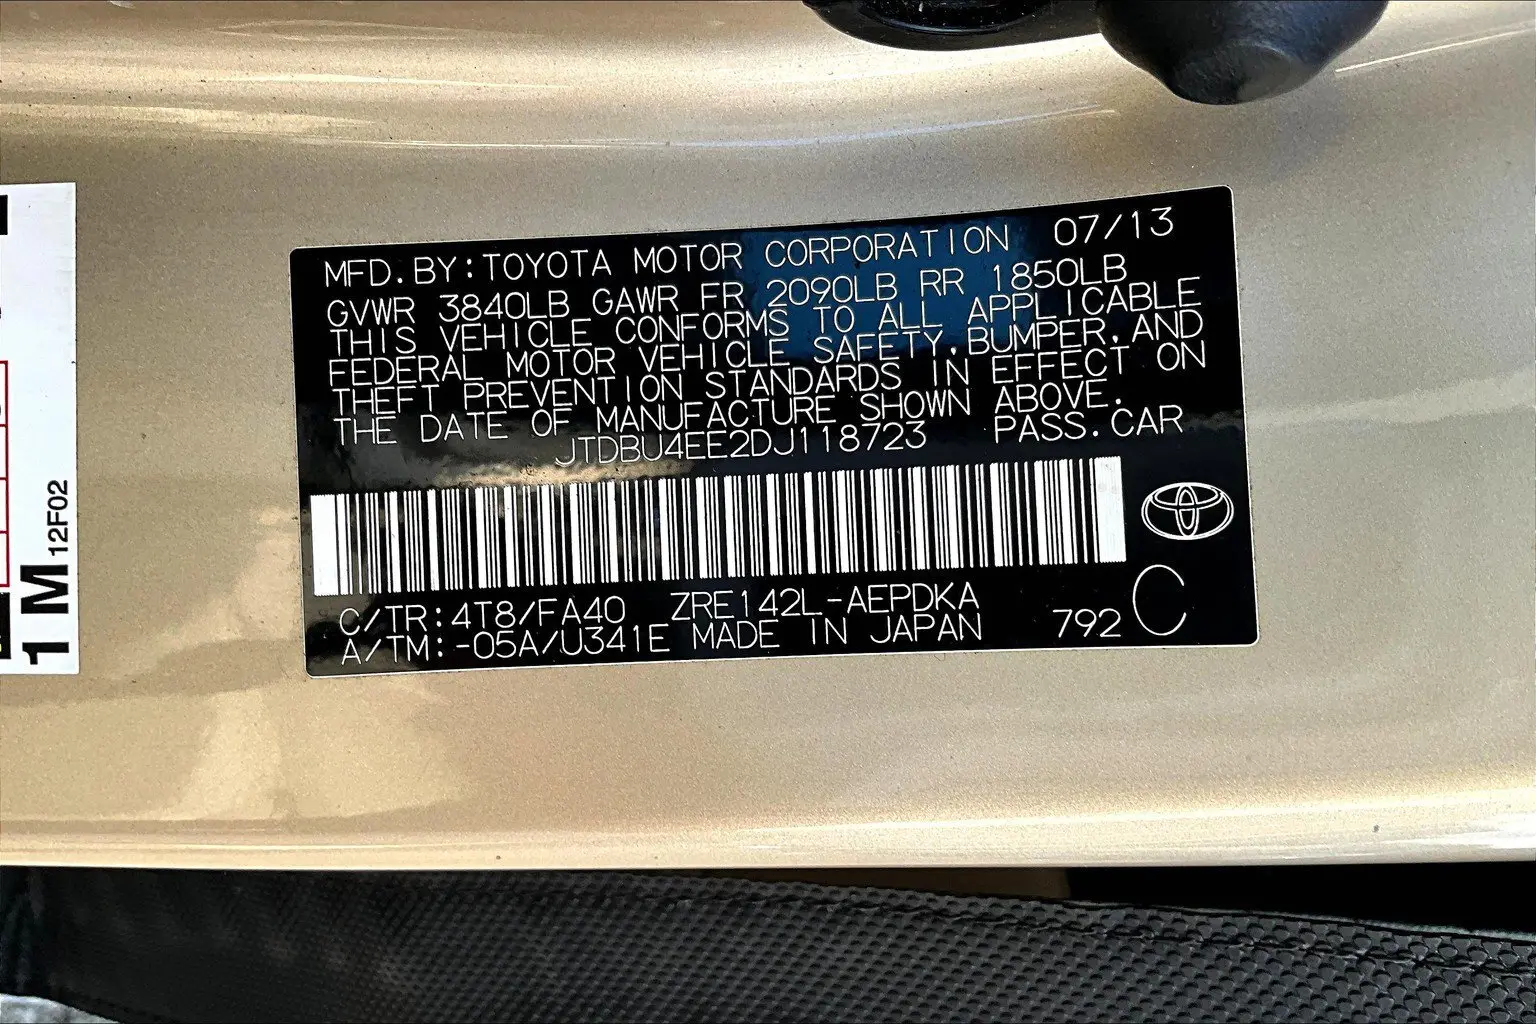 MFD.BY:TOYOTA MOTOR CORPORATION 07/13
GVWR 3840LB GAWR FR 2090LB RR 1850LB
THIS VEHICLE CONFORMS TO ALL APPLICABLE
FEDERAL MOTOR VEHICLE SAFETY,BUMPER,AND
THEFT PREVENTION STANDARDS IN EFFECT ON
THE DATE OF MANUFACTURE SHOWN ABOVE.
JTDBU4EE2DJ118723 PASS.CAR
C/TR:4T8/FA40 ZRE142L-AEPDKA
A/TM:-05A/U341E MADE IN JAPAN 792 C
1M 12F02